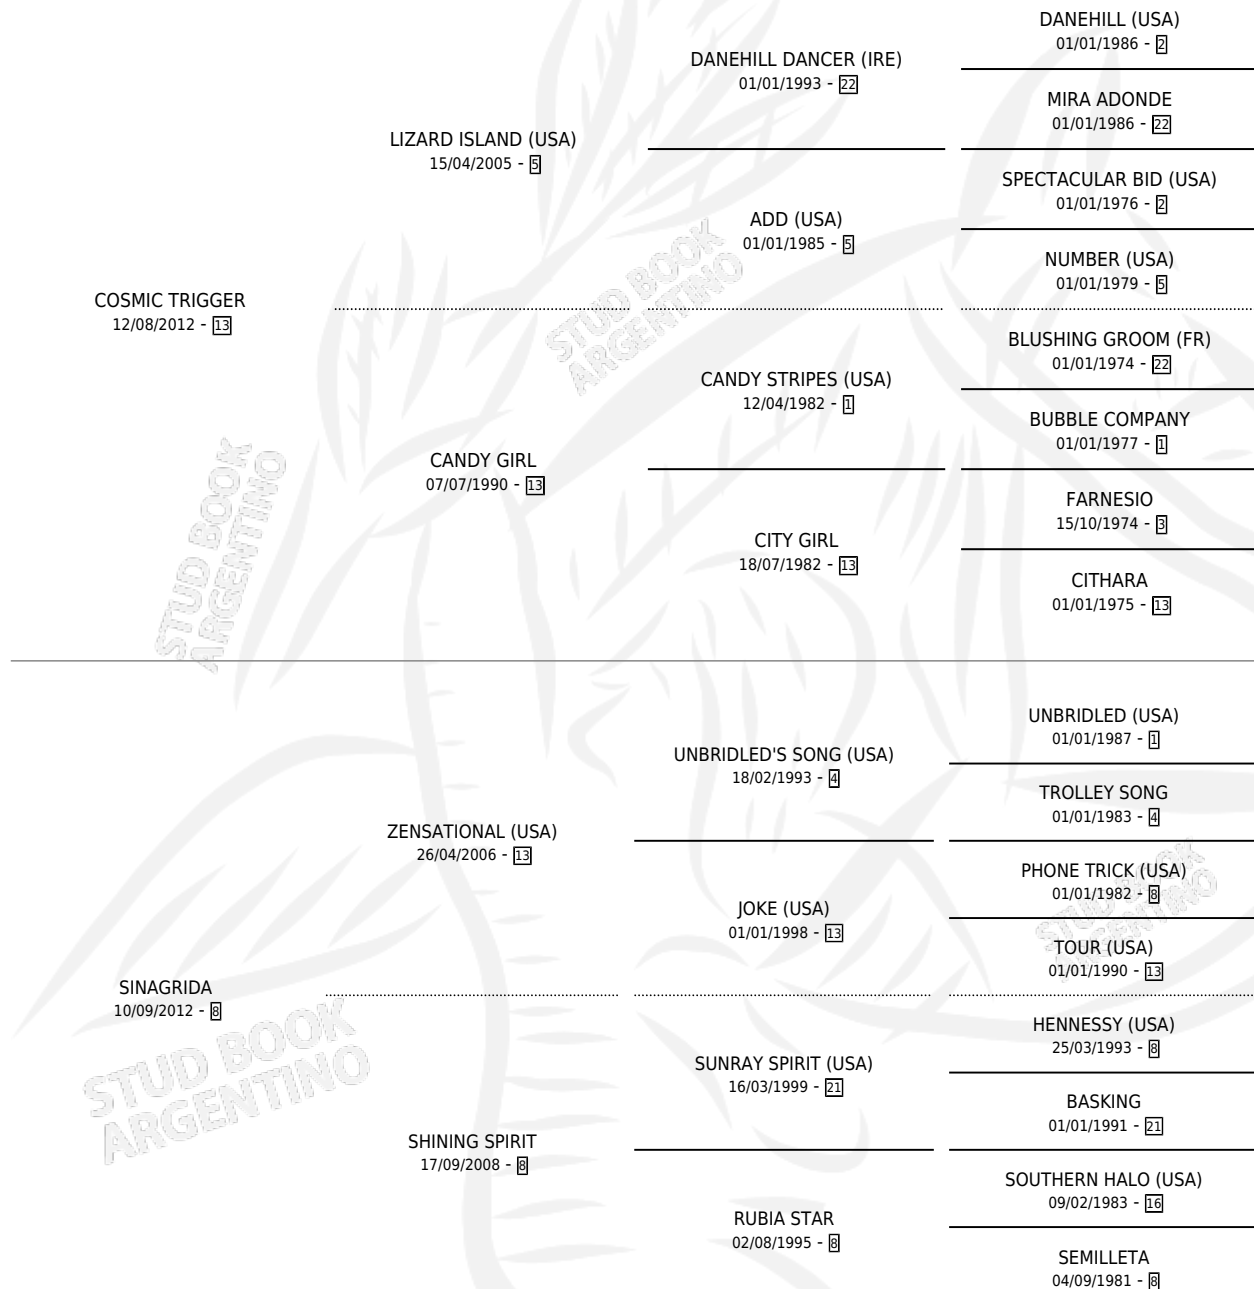 DANEHILL (USA)
01/01/1986 - 2
DANEHILL DANCER (IRE)
01/01/1993 - 22
MIRA ADONDE
01/01/1986 - 22
LIZARD ISLAND (USA)
15/04/2005 - 5
SPECTACULAR BID (USA)
01/01/1976 - 2
ADD (USA)
01/01/1985 - 5
NUMBER (USA)
01/01/1979 - 5
COSMIC TRIGGER
12/08/2012 - 13
STUD BOOK
ARGENTINO
BLUSHING GROOM (FR)
01/01/1974 - 22
CANDY STRIPES (USA)
12/04/1982 - 1
BUBBLE COMPANY
01/01/1977 - 1
CANDY GIRL
07/07/1990 - 13
FARNESIO
15/10/1974 - 3
CITY GIRL
18/07/1982 - 13
CITHARA
01/01/1975 - 13
STUD BOOK
ARGENTINO
UNBRIDLED (USA)
01/01/1987 - 1
UNBRIDLED'S SONG (USA)
18/02/1993 - 4
TROLLEY SONG
01/01/1983 - 4
ZENSATIONAL (USA)
26/04/2006 - 13
PHONE TRICK (USA)
01/01/1982 - 8
JOKE (USA)
01/01/1998 - 13
STUD BOOK
ARGENTINO
TOUR (USA)
01/01/1990 - 13
SINAGRIDA
10/09/2012 - 8
STUD BOOK
ARGENTINO
HENNESSY (USA)
25/03/1993 - 8
SUNRAY SPIRIT (USA)
16/03/1999 - 21
BASKING
01/01/1991 - 21
SHINING SPIRIT
17/09/2008 - 8
SOUTHERN HALO (USA)
09/02/1983 - 16
RUBIA STAR
02/08/1995 - 8
SEMILLETA
04/09/1981 - 8